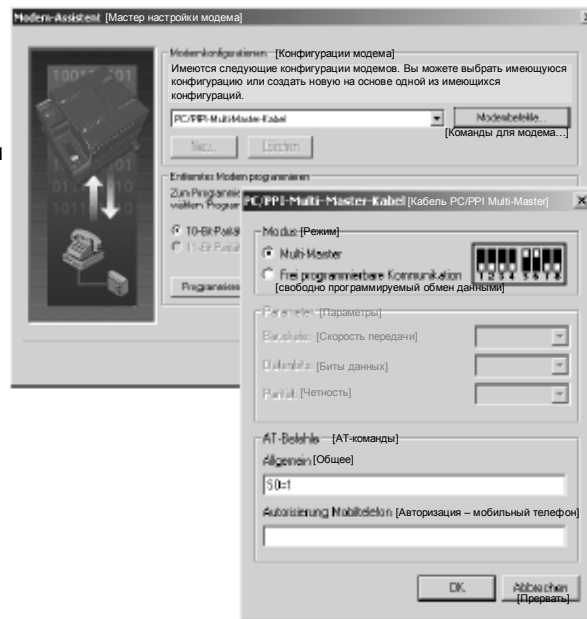 Modem-Assistent [Мастер настройки модема]
Modemkonfigurationen [Конфигурации модема]
Имеются следующие конфигурации модемов. Вы можете выбрать имеющуюся
конфигурацию или создать новую на основе одной из имеющихся
конфигураций.
PC/PPI-Multi-Master-Kabel
Modembefehle...
[Команды для модема…]
Neu... Löschen
Entferntes Modem programmieren
10-Bit
11-Bit
PC/PPI-Multi-Master-Kabel [Кабель PC/PPI Multi-Master]
Modus [Режим]
Multi-Master
Frei programmierbare Kommunikation
[свободно программируемый обмен данными]
1 2 3 4 5 6 7 8
Parameter [Параметры]
Baudrate: [Скорость передачи]
Datenbits: [Биты данных]
Parität: [Четность]
AT-Befehle [АТ-команды]
Allgemein [Общее]
S0=1
Autorisierung Mobiltelefon [Авторизация – мобильный телефон]
OK
Abbrechen
[Прервать]